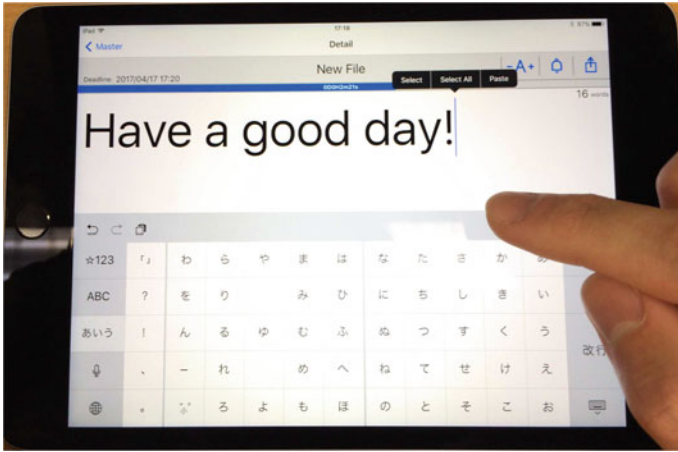 iPad 17:16 87%
Master Detail
New File - A +
Deadline 2017/04/17 17:20 Select Select All Paste
0D0H2m21s
16 words
Have a good day!
☆123 「」 わ ら や ま は な た さ か あ
ABC ? を り み ひ に ち し き い
あいう ! ん る ゆ む ふ ぬ つ す く う
、 ー れ め へ ね て せ け え 改行
。 ろ よ も ほ の と そ こ お